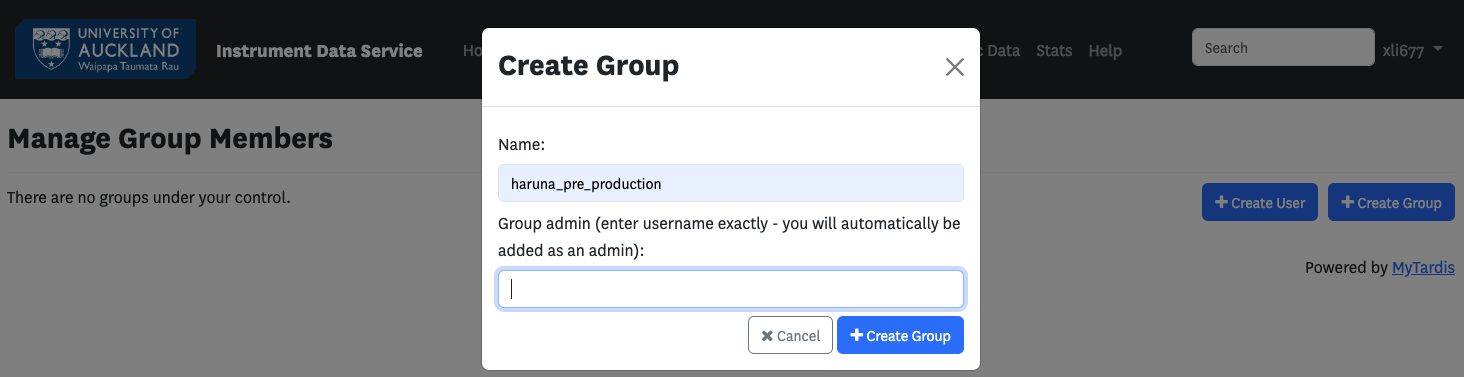 UNIVERSITY OF
AUCKLAND
Waipapa Taumata Rau
Instrument Data Service
Data Stats Help
Search
xli677
Create Group
Manage Group Members
Name:
haruna_pre_production
There are no groups under your control.
Create User
Create Group
Group admin (enter username exactly - you will automatically be
added as an admin):
Powered by MyTardis
Cancel
Create Group